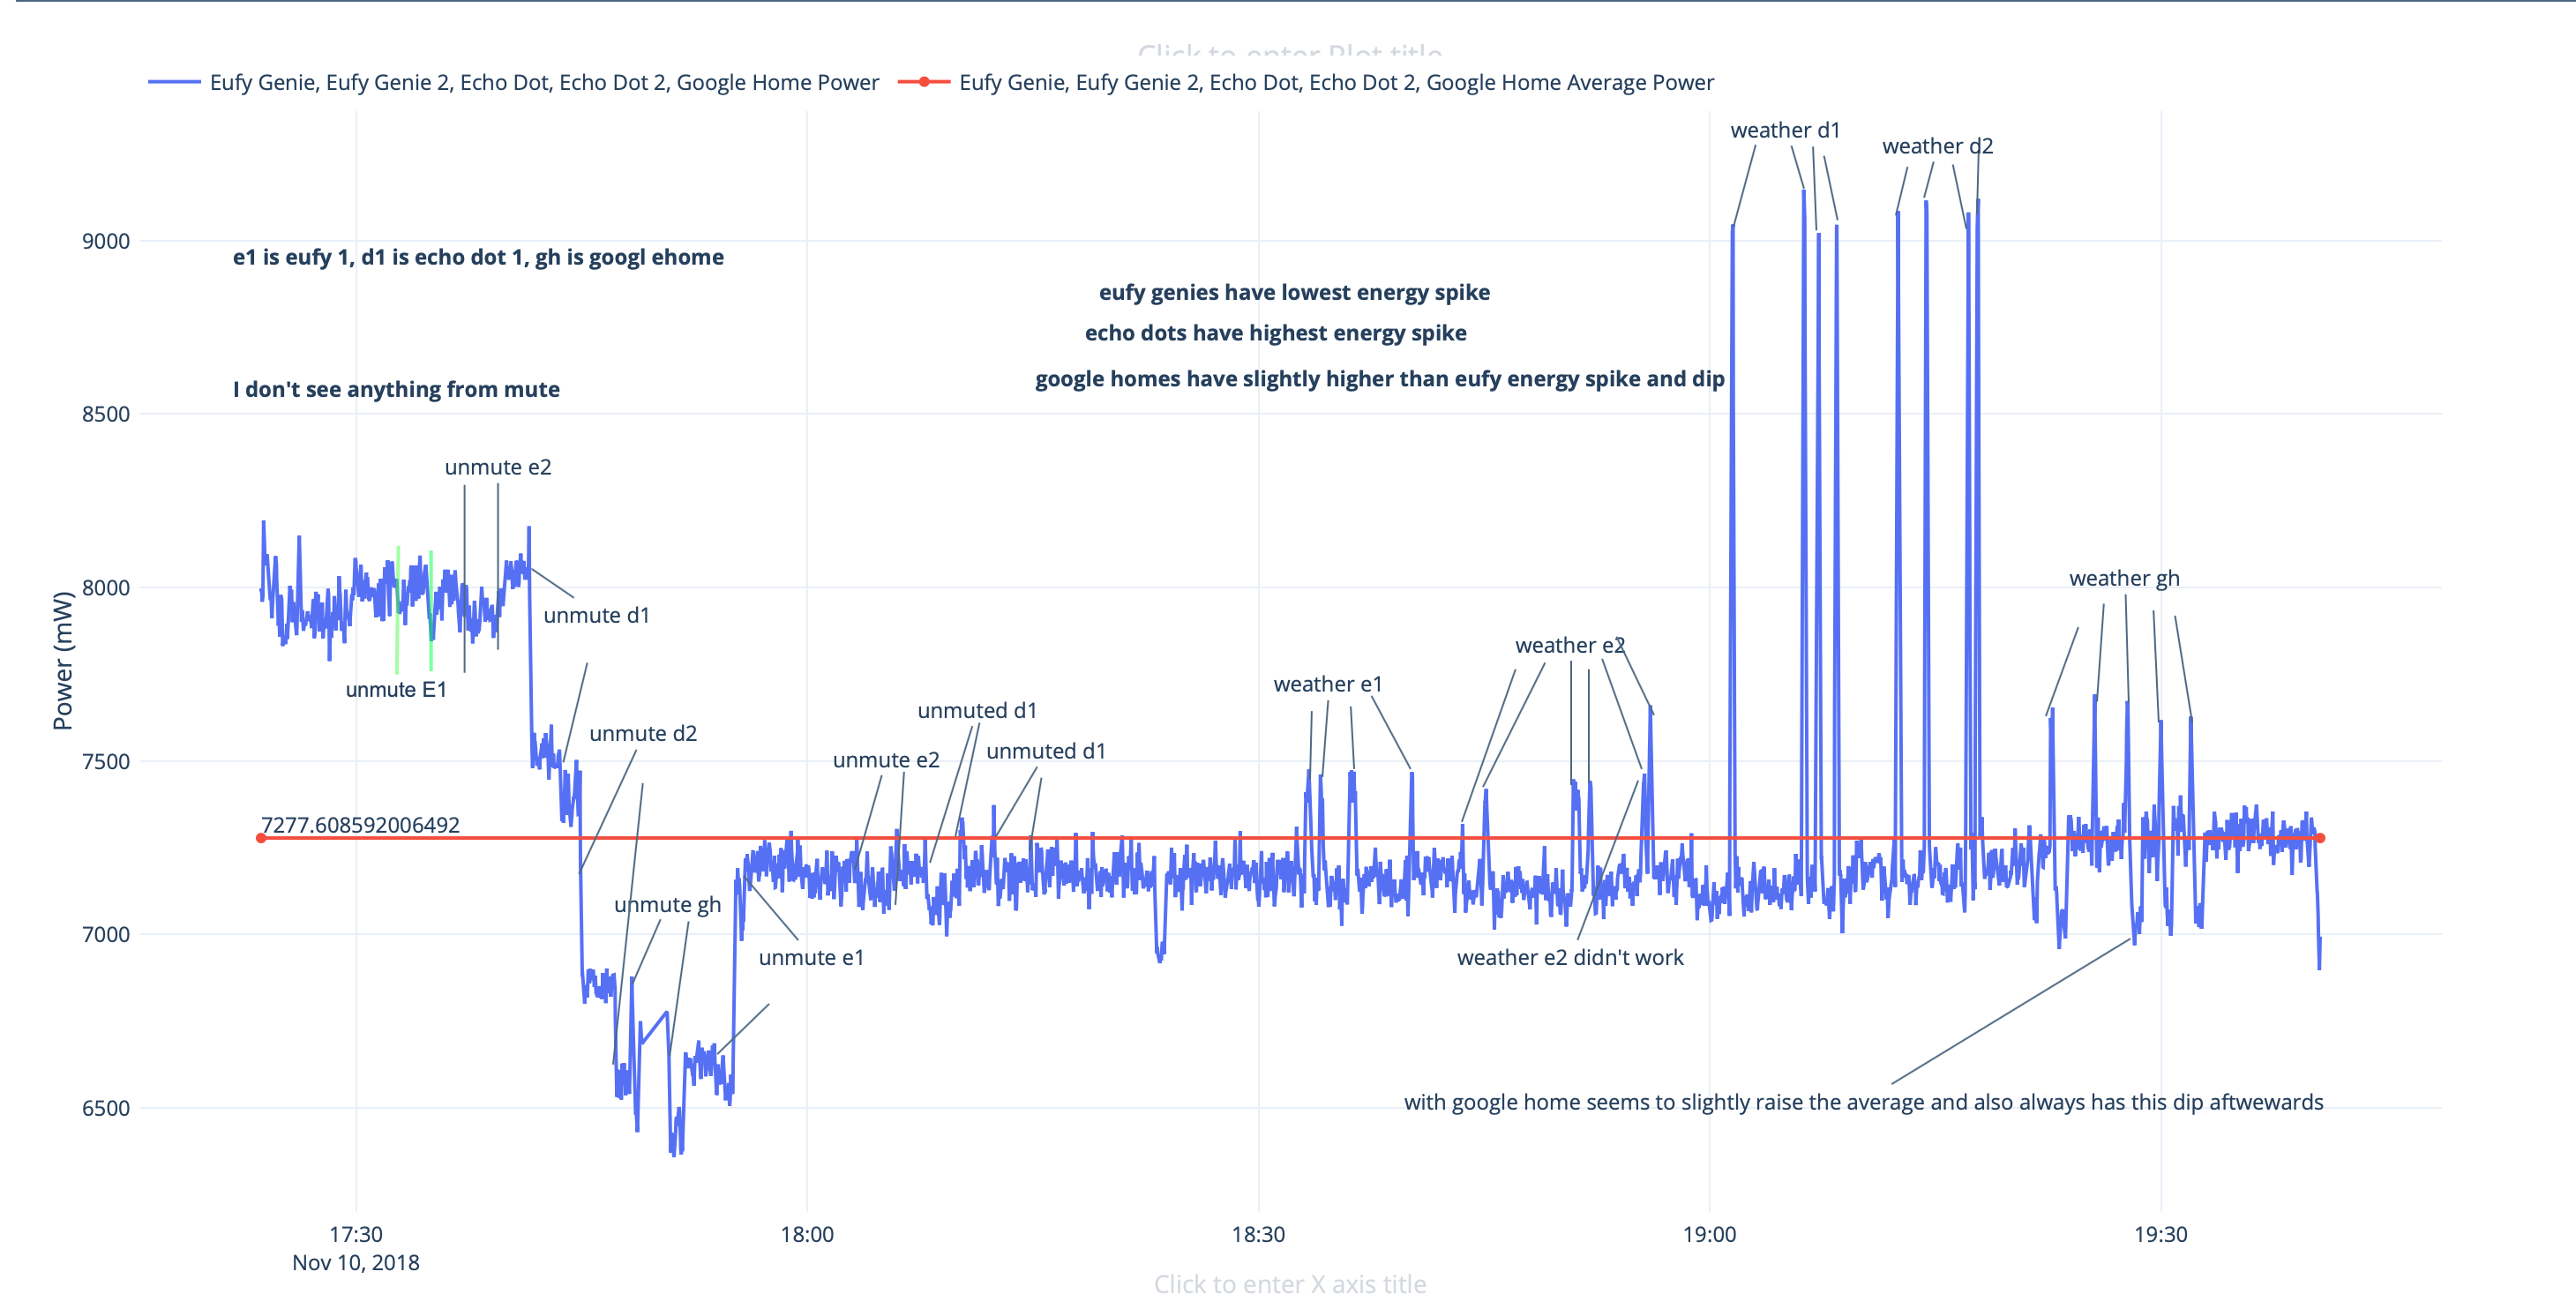 Click to enter Plot title
Eufy Genie, Eufy Genie 2, Echo Dot, Echo Dot 2, Google Home Power
Eufy Genie, Eufy Genie 2, Echo Dot, Echo Dot 2, Google Home Average Power
weather d1
weather d2
9000
e1 is eufy 1, d1 is echo dot 1, gh is googl ehome
eufy genies have lowest energy spike
echo dots have highest energy spike
google homes have slightly higher than eufy energy spike and dip
I don't see anything from mute
8500
unmute e2
weather gh
8000
unmute d1
Power (mW)
weather e2
weather e1
unmute E1
unmuted d1
unmute d2
unmuted d1
unmute e2
7500
7277.608592006492
unmute gh
7000
unmute e1
weather e2 didn't work
with google home seems to slightly raise the average and also always has this dip aftwewards
6500
17:30
18:00
18:30
19:00
19:30
Nov 10, 2018
Click to enter X axis title